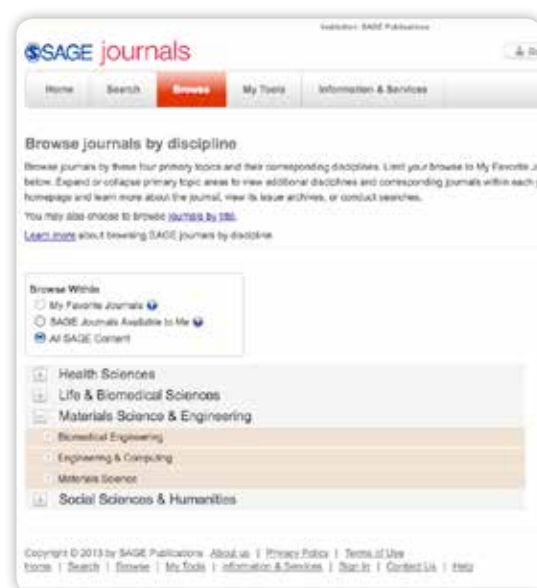 Institution: SAGE Publications
SAGE journals
Home Search Browse My Tools Information & Services
Browse journals by discipline
Browse journals by these four primary topics and their corresponding disciplines. Limit your browse to My Favorite
below. Expand or collapse primary topic areas to view additional disciplines and corresponding journals within each
homepage and learn more about the journal, view its issue archives, or conduct searches.
You may also choose to browse journals by title.
Learn more about browsing SAGE journals by discipline.
Browse Within
My Favorite Journals
SAGE Journals Available to Me
All SAGE Content
Health Sciences
Life & Biomedical Sciences
Materials Science & Engineering
Biomedical Engineering
Engineering & Computing
Materials Science
Social Sciences & Humanities
Copyright © 2013 by SAGE Publications About us | Privacy Policy | Terms of Use
Home | Search | Browse | My Tools | Information & Services | Sign In | Contact Us | Help